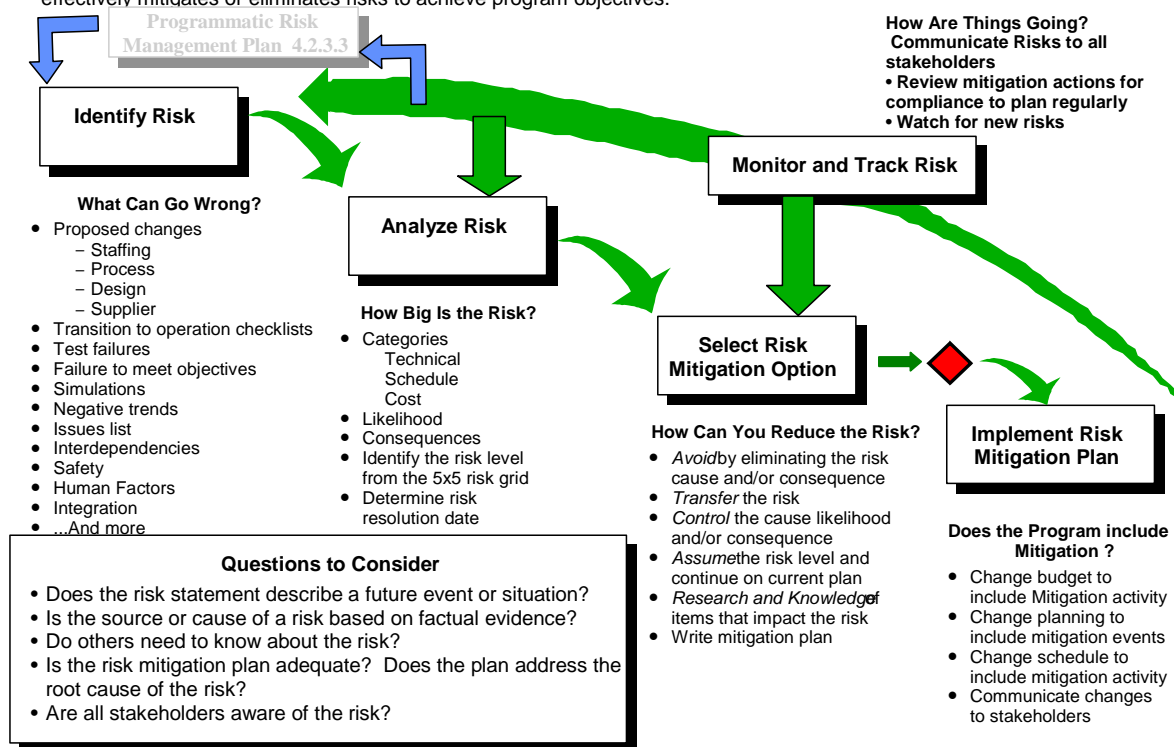 effectively mitigates or eliminates risks to achieve program objectives.
Programmatic Risk
Management Plan 4.2.3.3
How Are Things Going?
Communicate Risks to all
stakeholders
• Review mitigation actions for
compliance to plan regularly
• Watch for new risks
Identify Risk
Monitor and Track Risk
What Can Go Wrong?
• Proposed changes
– Staffing
– Process
– Design
– Supplier
• Transition to operation checklists
• Test failures
• Failure to meet objectives
• Simulations
• Negative trends
• Issues list
• Interdependencies
• Safety
• Human Factors
• Integration
• ...And more
Analyze Risk
How Big Is the Risk?
• Categories
Technical
Schedule
Cost
• Likelihood
• Consequences
• Identify the risk level
from the 5x5 risk grid
• Determine risk
resolution date
Select Risk
Mitigation Option
How Can You Reduce the Risk?
• Avoid by eliminating the risk
cause and/or consequence
• Transfer the risk
• Control the cause likelihood
and/or consequence
• Assume the risk level and
continue on current plan
• Research and Knowledge of
items that impact the risk
• Write mitigation plan
Implement Risk
Mitigation Plan
Does the Program include
Mitigation ?
• Change budget to
include Mitigation activity
• Change planning to
include mitigation events
• Change schedule to
include mitigation activity
• Communicate changes
to stakeholders
Questions to Consider
• Does the risk statement describe a future event or situation?
• Is the source or cause of a risk based on factual evidence?
• Do others need to know about the risk?
• Is the risk mitigation plan adequate? Does the plan address the
root cause of the risk?
• Are all stakeholders aware of the risk?